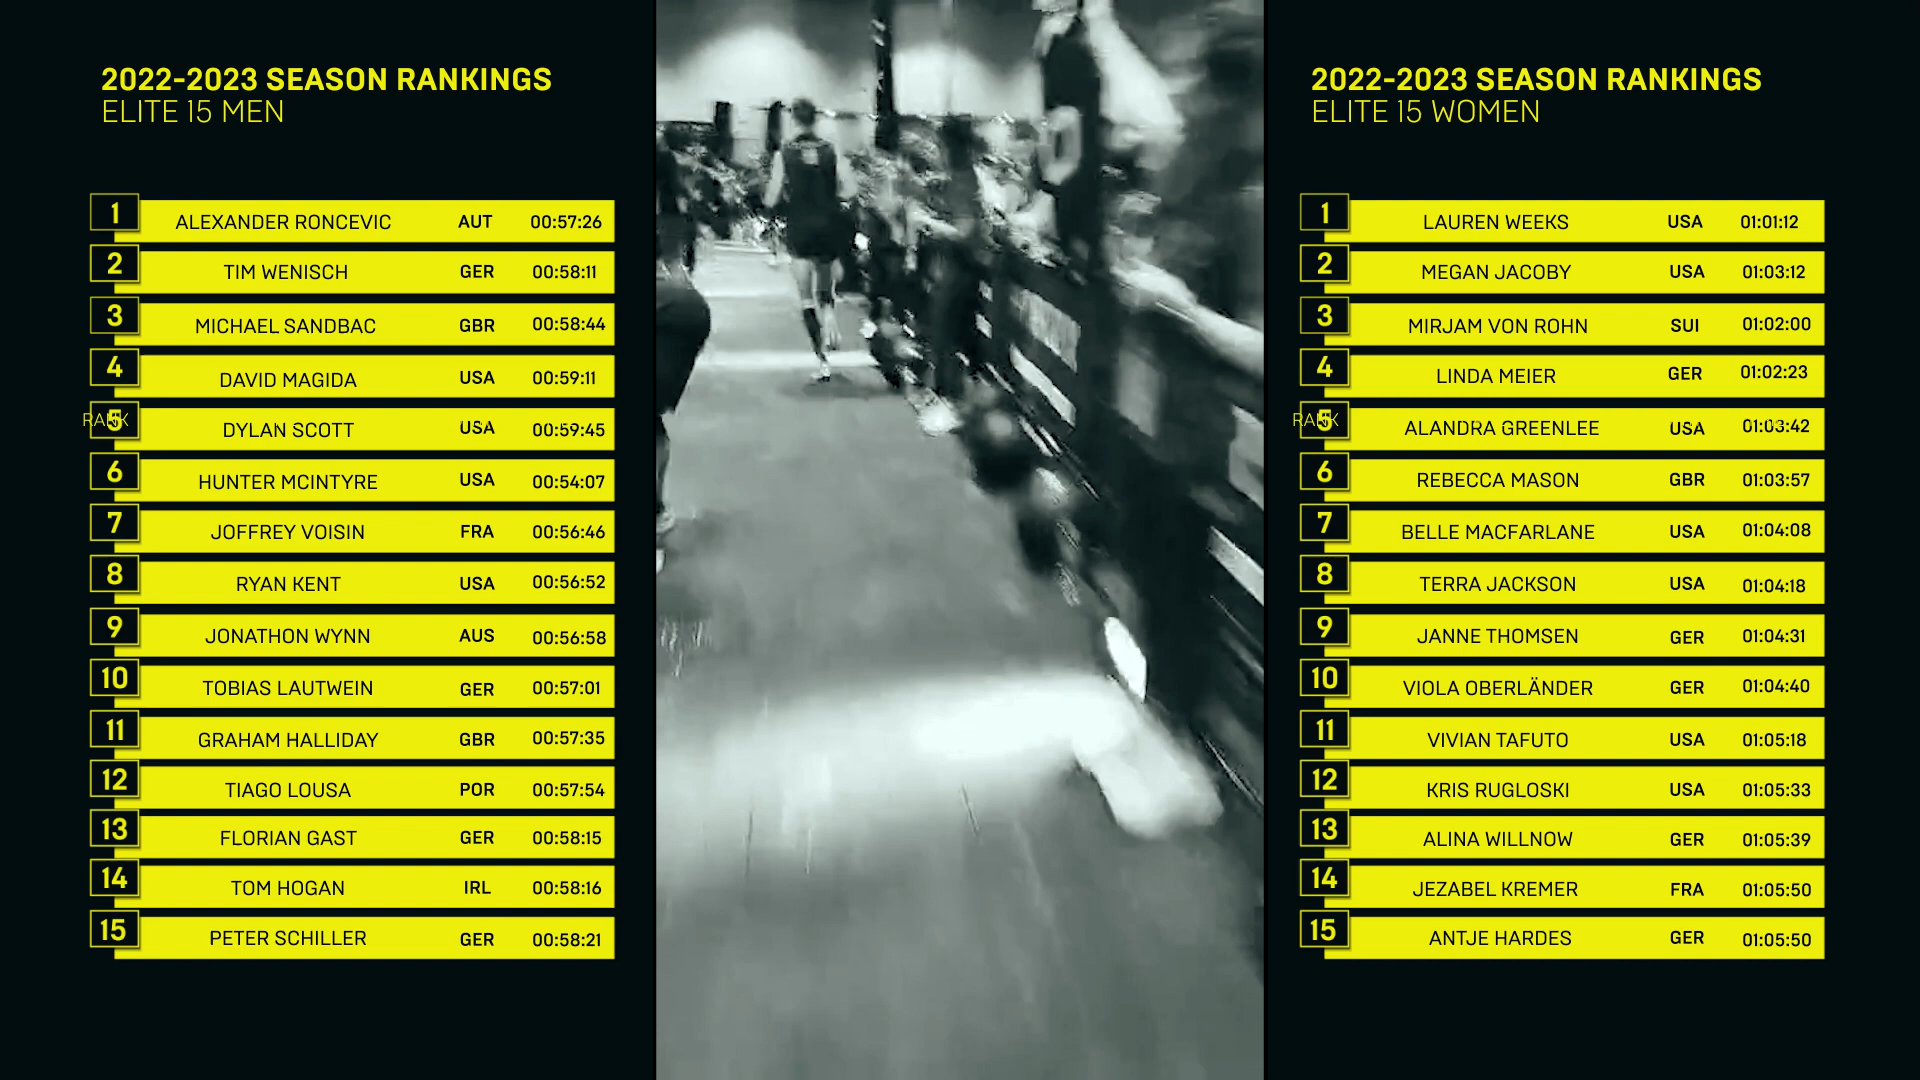 2022-2023 SEASON RANKINGS
ELITE 15 MEN
1 ALEXANDER RONCEVIC AUT 00:57:26
2 TIM WENISCH GER 00:58:11
3 MICHAEL SANDBAC GBR 00:58:44
4 DAVID MAGIDA USA 00:59:11
RANK
5 DYLAN SCOTT USA 00:59:45
6 HUNTER MCINTYRE USA 00:54:07
7 JOFFREY VOISIN FRA 00:56:46
8 RYAN KENT USA 00:56:52
9 JONATHON WYNN AUS 00:56:58
10 TOBIAS LAUTWEIN GER 00:57:01
11 GRAHAM HALLIDAY GBR 00:57:35
12 TIAGO LOUSA POR 00:57:54
13 FLORIAN GAST GER 00:58:15
14 TOM HOGAN IRL 00:58:16
15 PETER SCHILLER GER 00:58:21
2022-2023 SEASON RANKINGS
ELITE 15 WOMEN
1 LAUREN WEEKS USA 01:01:12
2 MEGAN JACOBY USA 01:03:12
3 MIRJAM VON ROHN SUI 01:02:00
4 LINDA MEIER GER 01:02:23
RANK
5 ALANDRA GREENLEE USA 01:03:42
6 REBECCA MASON GBR 01:03:57
7 BELLE MACFARLANE USA 01:04:08
8 TERRA JACKSON USA 01:04:18
9 JANNE THOMSEN GER 01:04:31
10 VIOLA OBERLÄNDER GER 01:04:40
11 VIVIAN TAFUTO USA 01:05:18
12 KRIS RUGLOSKI USA 01:05:33
13 ALINA WILLNOW GER 01:05:39
14 JEZABEL KREMER FRA 01:05:50
15 ANTJE HARDES GER 01:05:50